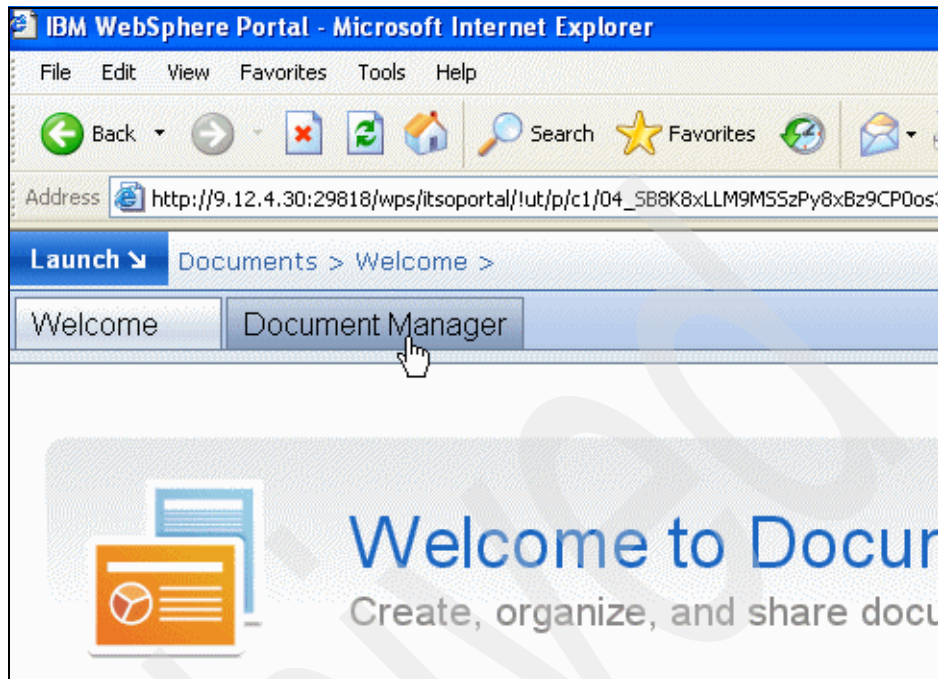 IBM WebSphere Portal - Microsoft Internet Explorer
File Edit View Favorites Tools Help
Back Search Favorites
Address http://9.12.4.30:29818/wps/itsoportal/!ut/p/c1/04_SB8K8xLLM9MSSzPy8xBz9CP0os3
Launch Documents > Welcome >
Welcome Document Manager
Welcome to Docum
Create, organize, and share docu